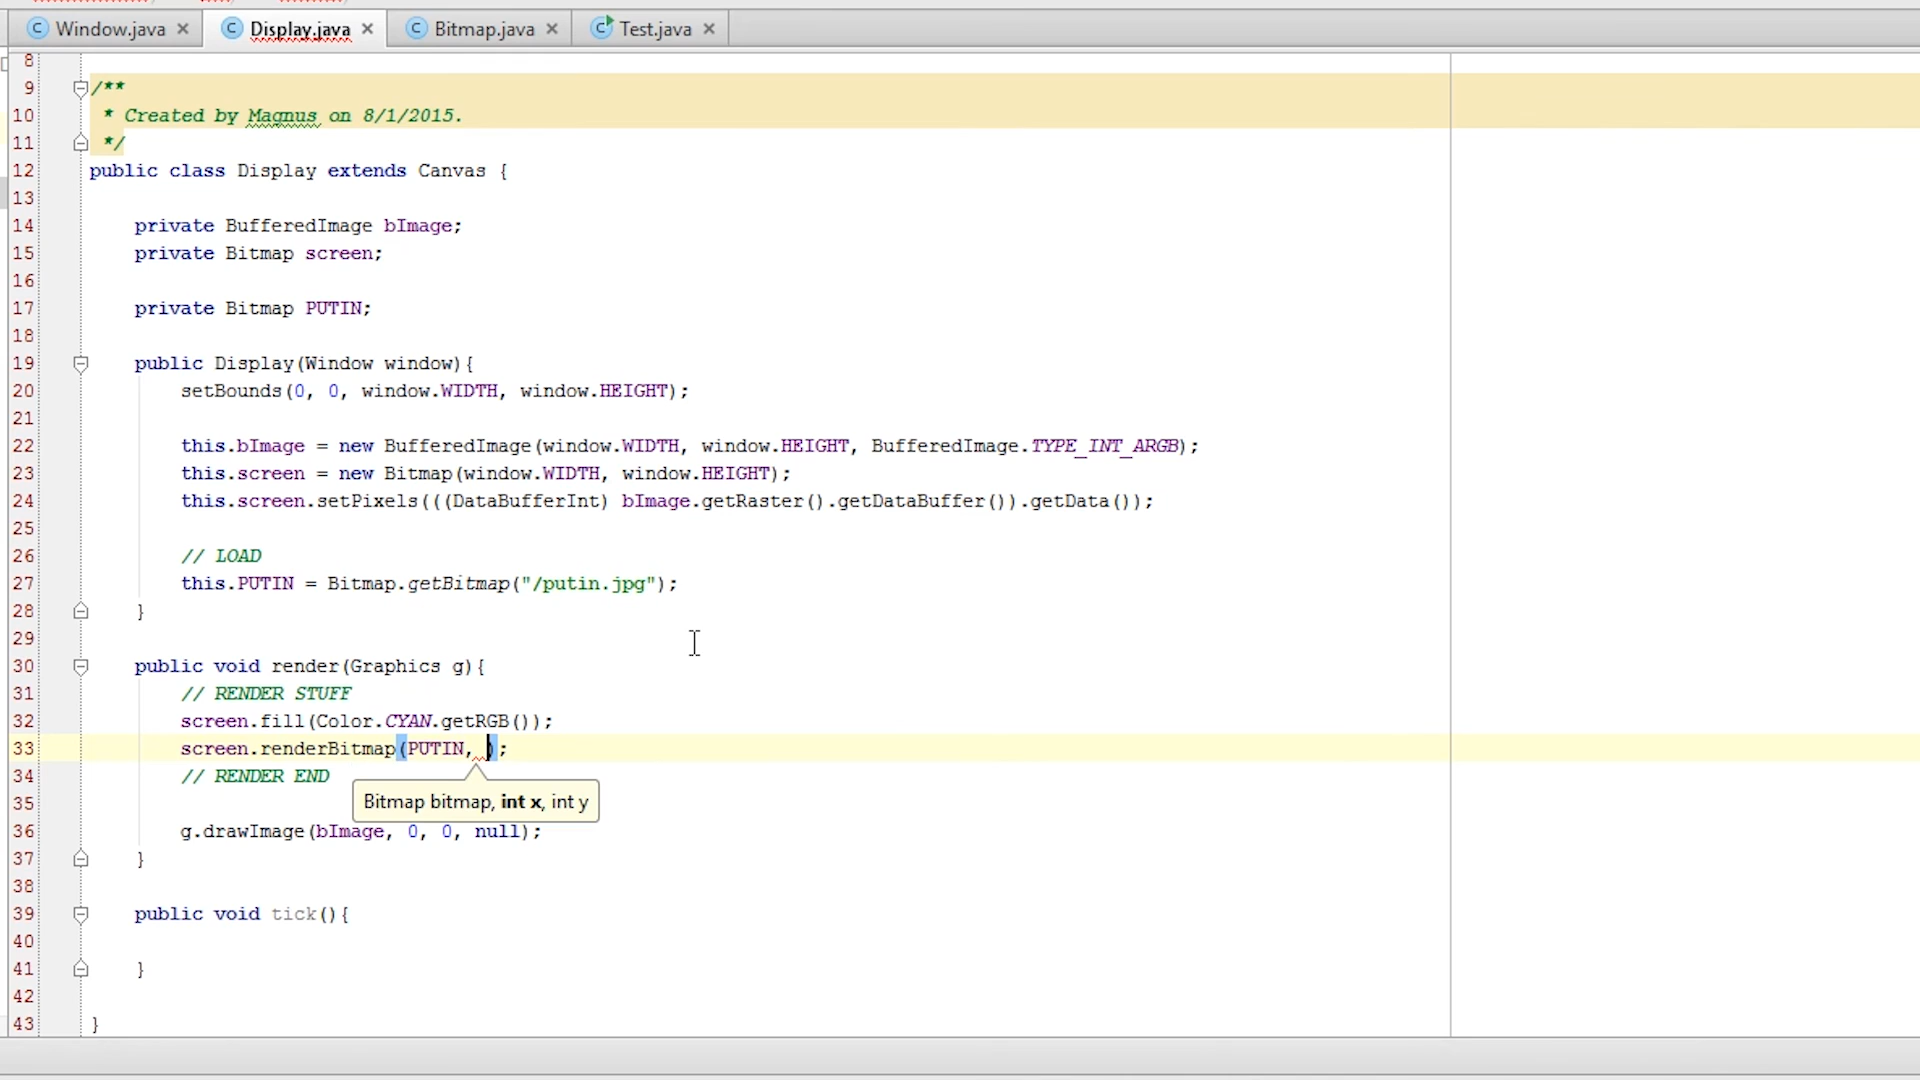 Window.java Display.java Bitmap.java Test.java
8
9 /**
10 * Created by Magnus on 8/1/2015.
11 */
12 public class Display extends Canvas {
13
14 private BufferedImage bImage;
15 private Bitmap screen;
16
17 private Bitmap PUTIN;
18
19 public Display(Window window){
20 setBounds(0, 0, window.WIDTH, window.HEIGHT);
21
22 this.bImage = new BufferedImage(window.WIDTH, window.HEIGHT, BufferedImage.TYPE_INT_ARGB);
23 this.screen = new Bitmap(window.WIDTH, window.HEIGHT);
24 this.screen.setPixels(((DataBufferInt) bImage.getRaster().getDataBuffer()).getData());
25
26 // LOAD
27 this.PUTIN = Bitmap.getBitmap("/putin.jpg");
28 }
29
30 public void render(Graphics g){
31 // RENDER STUFF
32 screen.fill(Color.CYAN.getRGB());
33 screen.renderBitmap(PUTIN, );
34 // RENDER END
Bitmap bitmap, int x, int y
35
36 g.drawImage(bImage, 0, 0, null);
37 }
38
39 public void tick(){
40
41 }
42
43 }